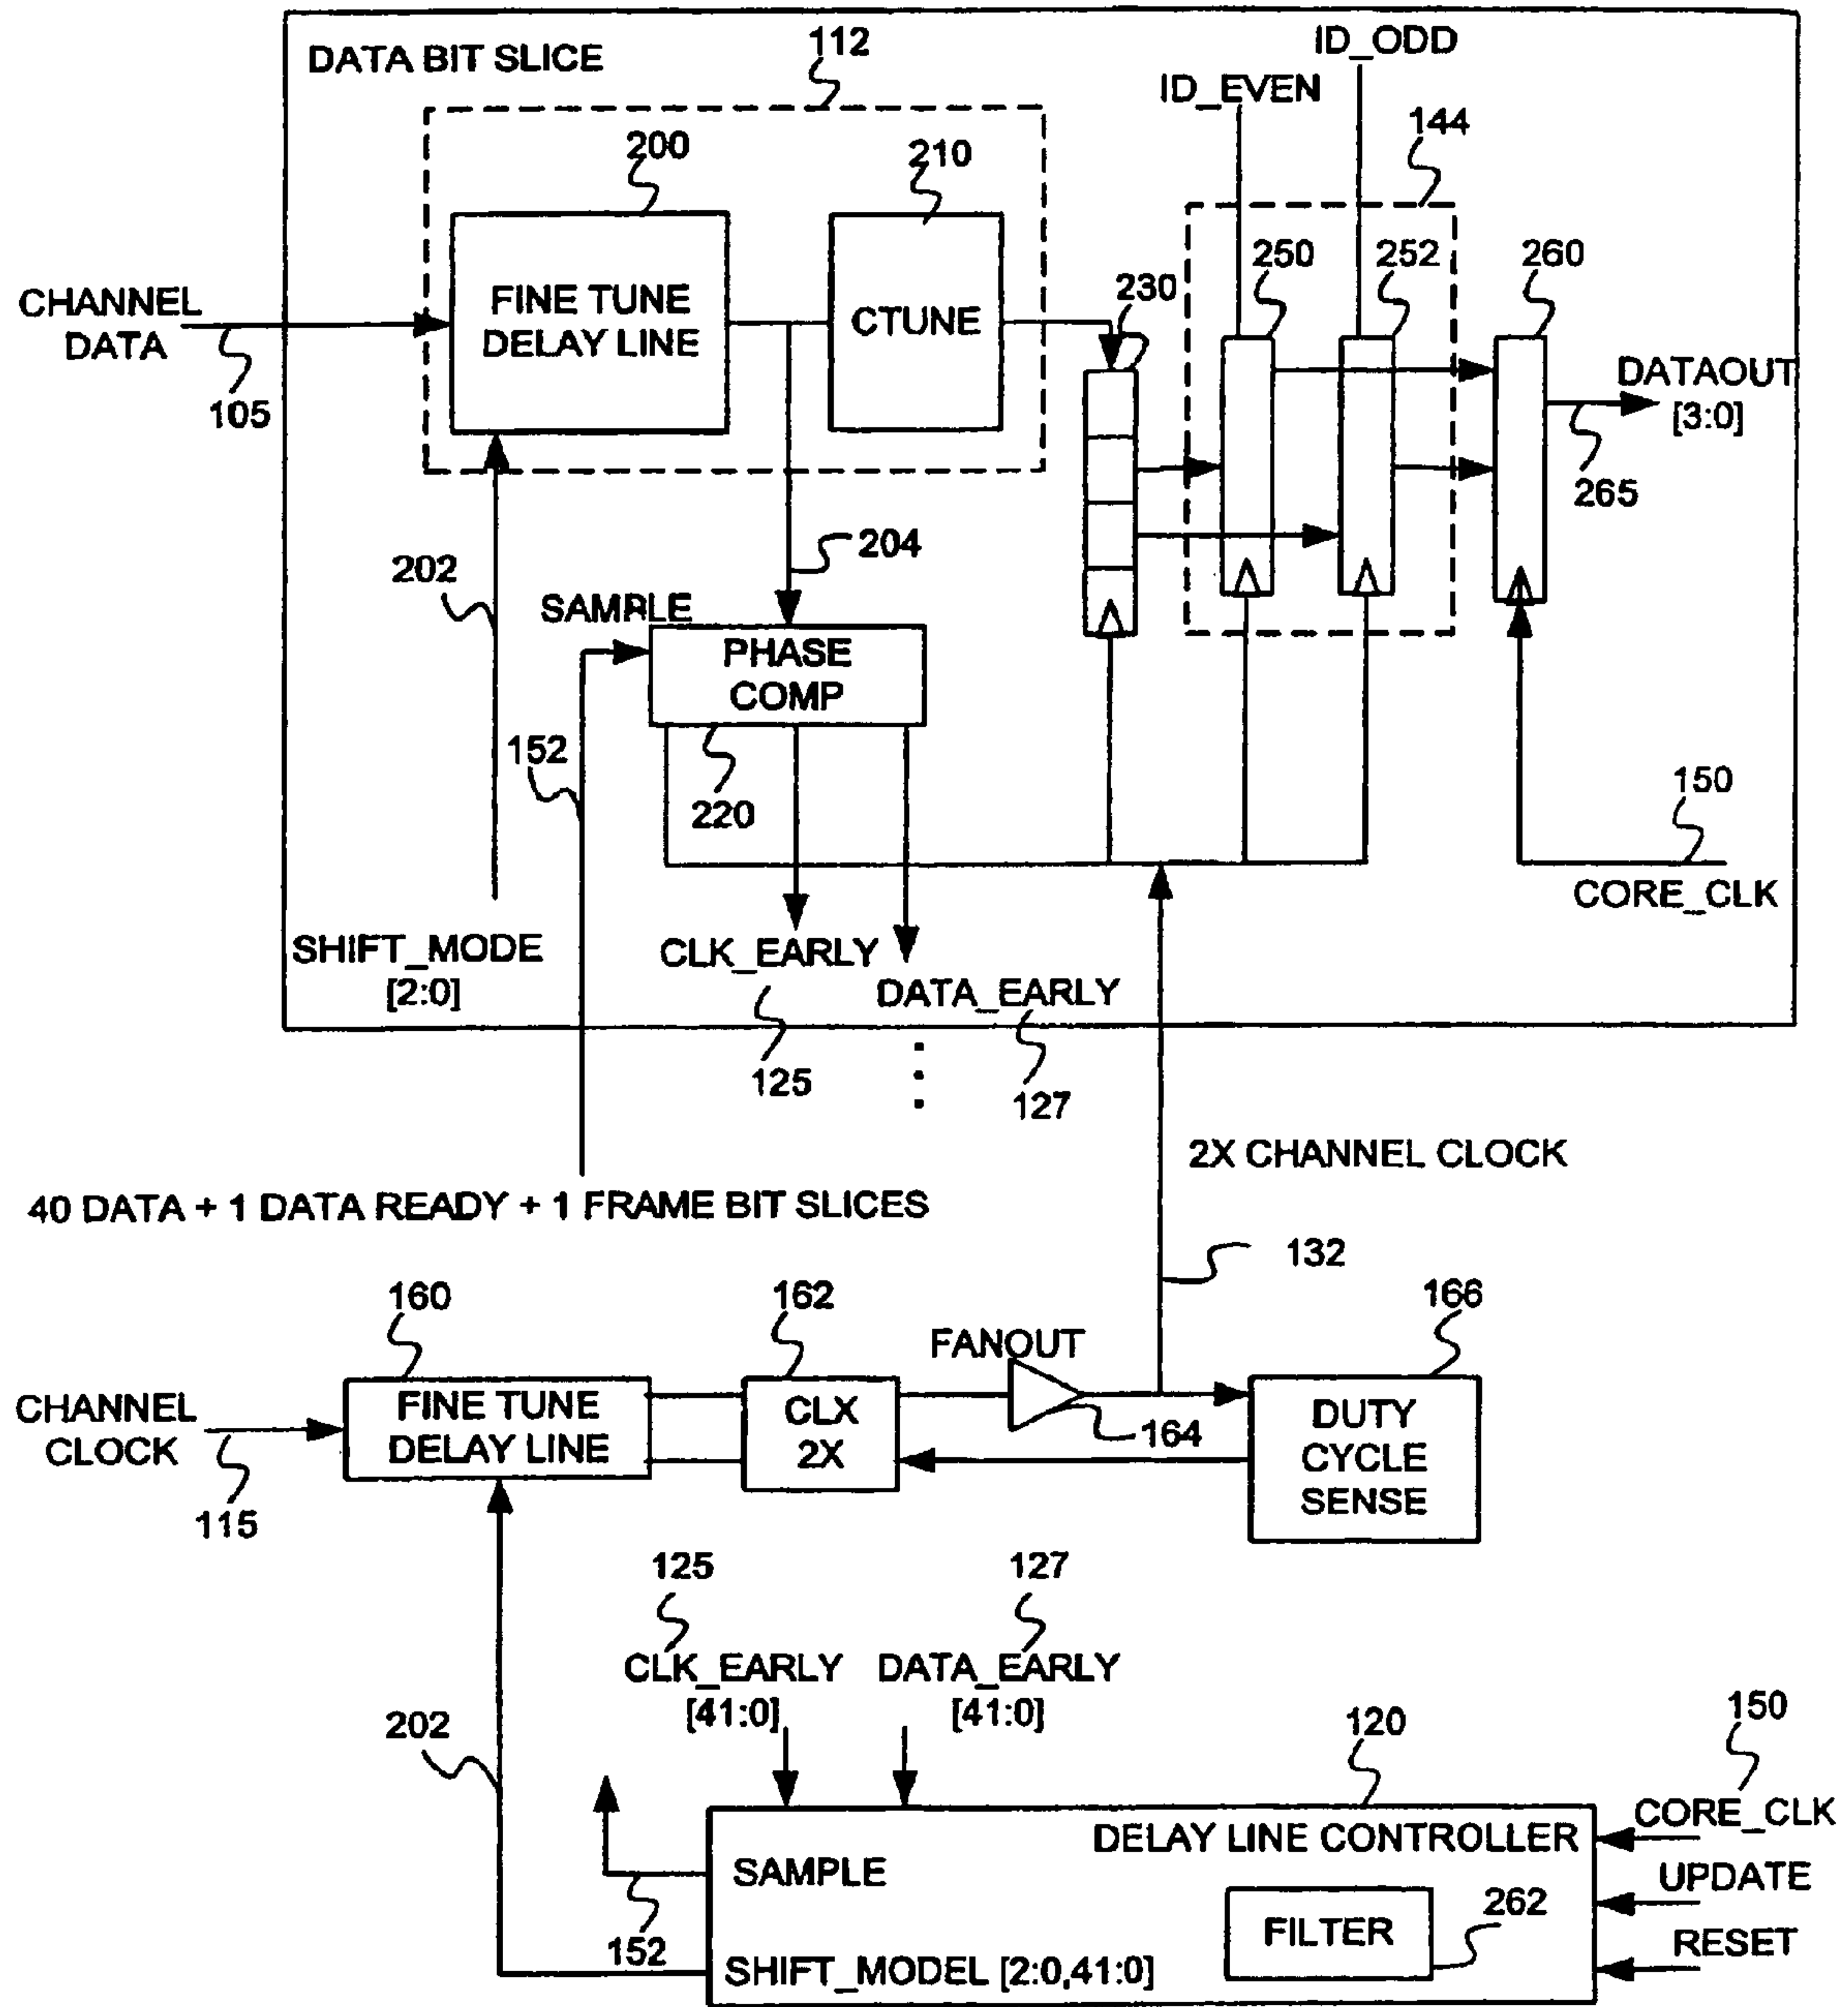 DATA BIT SLICE
112
ID_ODD
ID_EVEN
144
200
210
250
252
260
230
CHANNEL
DATA
105
FINE TUNE
DELAY LINE
CTUNE
DATAOUT
[3:0]
265
204
202
SAMPLE
PHASE
COMP
152
220
150
CORE_CLK
SHIFT_MODE
[2:0]
CLK_EARLY
DATA_EARLY
125
127
2X CHANNEL CLOCK
40 DATA + 1 DATA READY + 1 FRAME BIT SLICES
132
160
162
166
FANOUT
CHANNEL
CLOCK
115
FINE TUNE
DELAY LINE
CLX
2X
164
DUTY
CYCLE
SENSE
125
127
CLK_EARLY
[41:0]
DATA_EARLY
[41:0]
202
120
150
CORE_CLK
DELAY LINE CONTROLLER
SAMPLE
UPDATE
152
FILTER
262
RESET
SHIFT_MODEL [2:0,41:0]